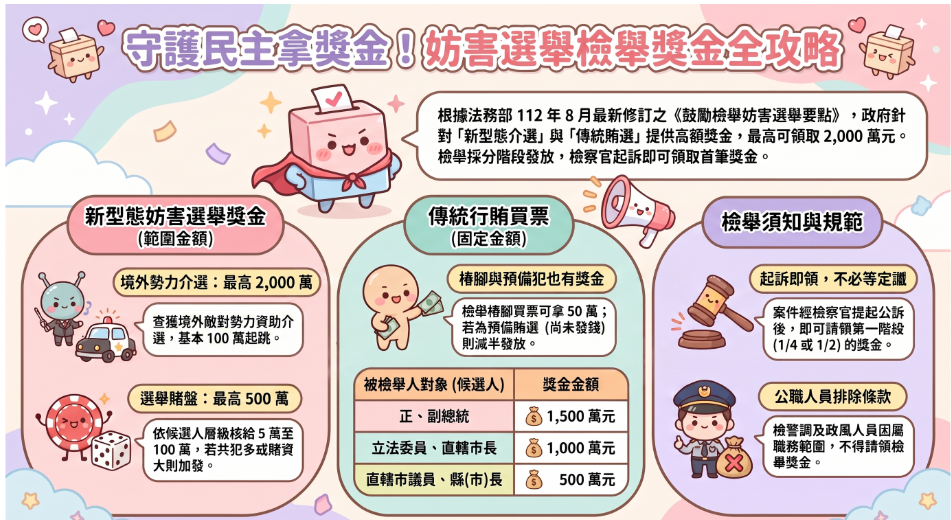 守護民主拿獎金！妨害選舉檢舉獎金全攻略
根據法務部 112 年 8 月最新修訂之《鼓勵檢舉妨害選舉要點》，政府針
對「新型態介選」與「傳統賄選」提供高額獎金，最高可領取 2,000 萬元。
檢舉採分階段發放，檢察官起訴即可領取首筆獎金。
新型態妨害選舉獎金
(範圍金額)
境外勢力介選：最高 2,000 萬
查獲境外敵對勢力資助介
選，基本 100 萬起跳。
選舉賭盤：最高 500 萬
依候選人層級核給 5 萬至
100 萬，若共犯多或賭資
大則加發。
傳統行賄買票
(固定金額)
樁腳與預備犯也有獎金
檢舉樁腳買票可拿 50 萬；
若為預備賄選 (尚未發錢)
則減半發放。
被檢舉人對象 (候選人) 獎金金額
正、副總統 1,500 萬元
立法委員、直轄市長 1,000 萬元
直轄市議員、縣(市)長 500 萬元
檢舉須知與規範
起訴即領，不必等定讞
案件經檢察官提起公訴
後，即可請領第一階段
(1/4 或 1/2) 的獎金。
公職人員排除條款
檢警調及政風人員因屬
職務範圍，不得請領檢
舉獎金。